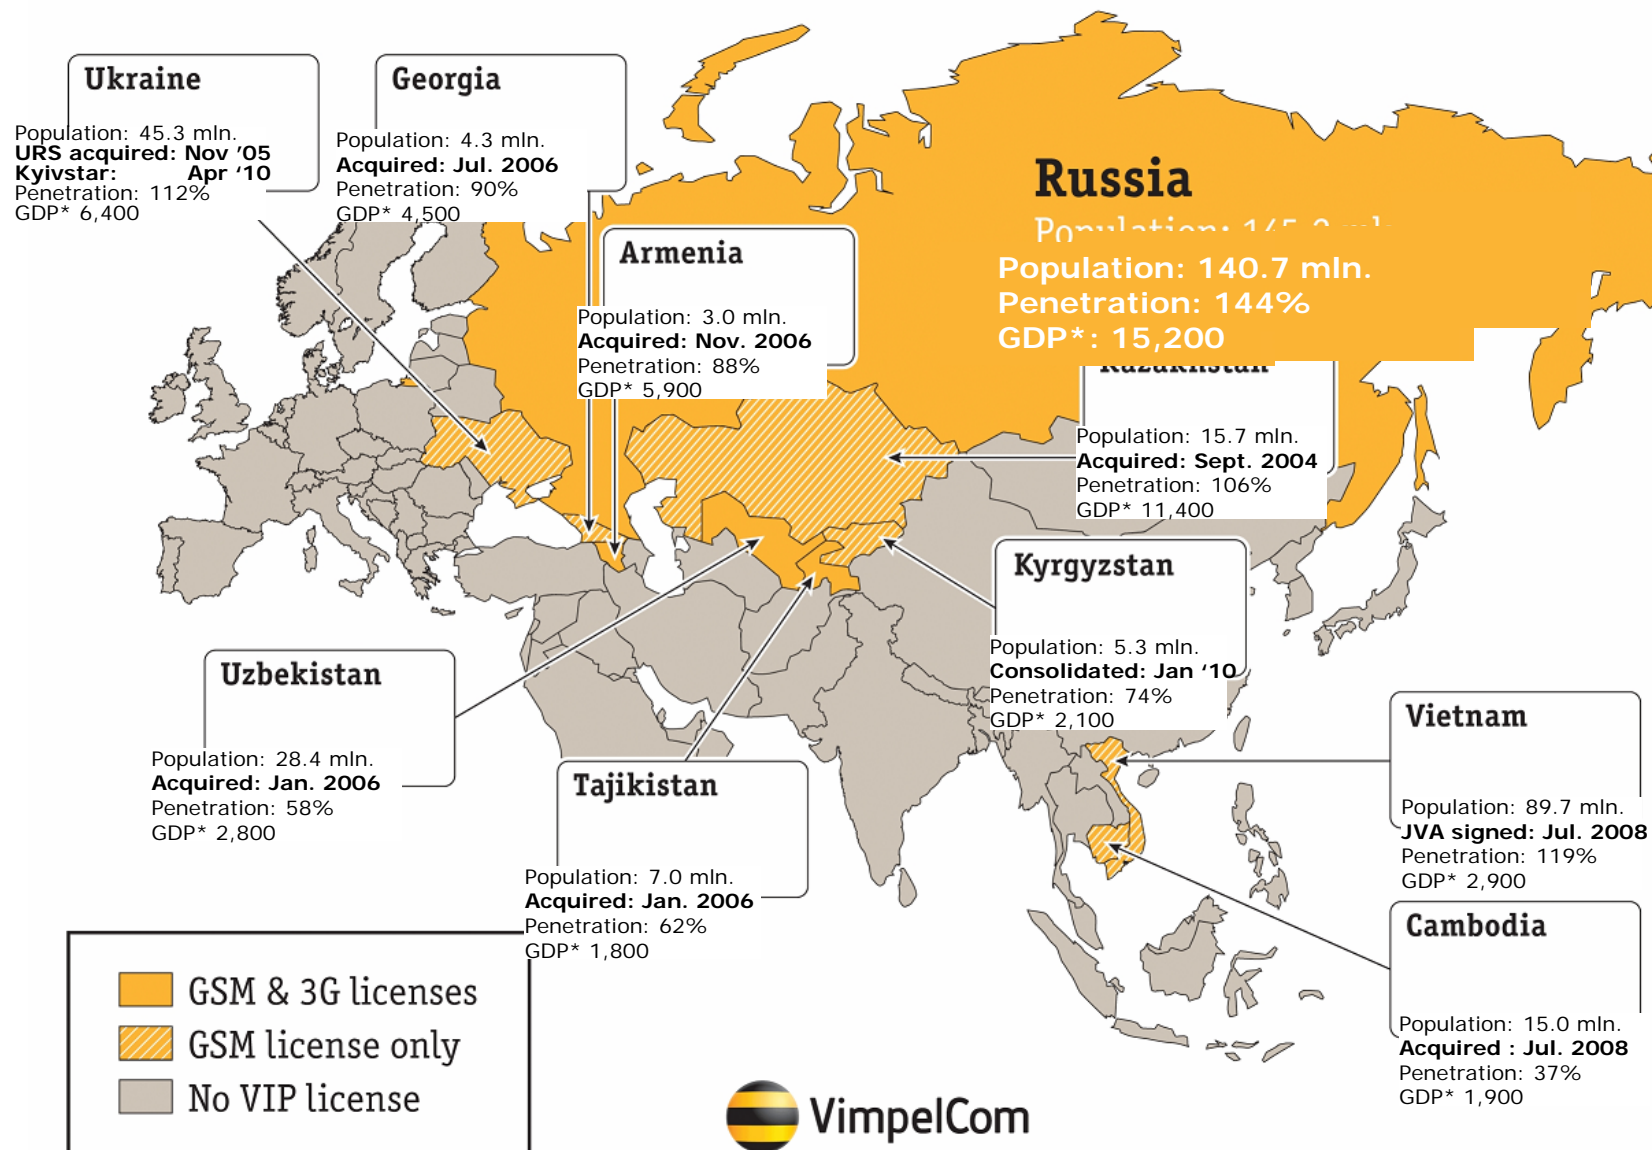 Ukraine
Population: 45.3 mln.
URS acquired: Nov '05
Kyivstar: Apr '10
Penetration: 112%
GDP* 6,400
Georgia
Population: 4.3 mln.
Acquired: Jul. 2006
Penetration: 90%
GDP* 4,500
Armenia
Population: 3.0 mln.
Acquired: Nov. 2006
Penetration: 88%
GDP* 5,900
Russia
Population:
Population: 140.7 mln.
Penetration: 144%
GDP*: 15,200
Kazakhstan
Population: 15.7 mln.
Acquired: Sept. 2004
Penetration: 106%
GDP* 11,400
Kyrgyzstan
Population: 5.3 mln.
Consolidated: Jan '10
Penetration: 74%
GDP* 2,100
Uzbekistan
Population: 28.4 mln.
Acquired: Jan. 2006
Penetration: 58%
GDP* 2,800
Tajikistan
Population: 7.0 mln.
Acquired: Jan. 2006
Penetration: 62%
GDP* 1,800
Vietnam
Population: 89.7 mln.
JVA signed: Jul. 2008
Penetration: 119%
GDP* 2,900
Cambodia
Population: 15.0 mln.
Acquired : Jul. 2008
Penetration: 37%
GDP* 1,900
GSM & 3G licenses
GSM license only
No VIP license
VimpelCom